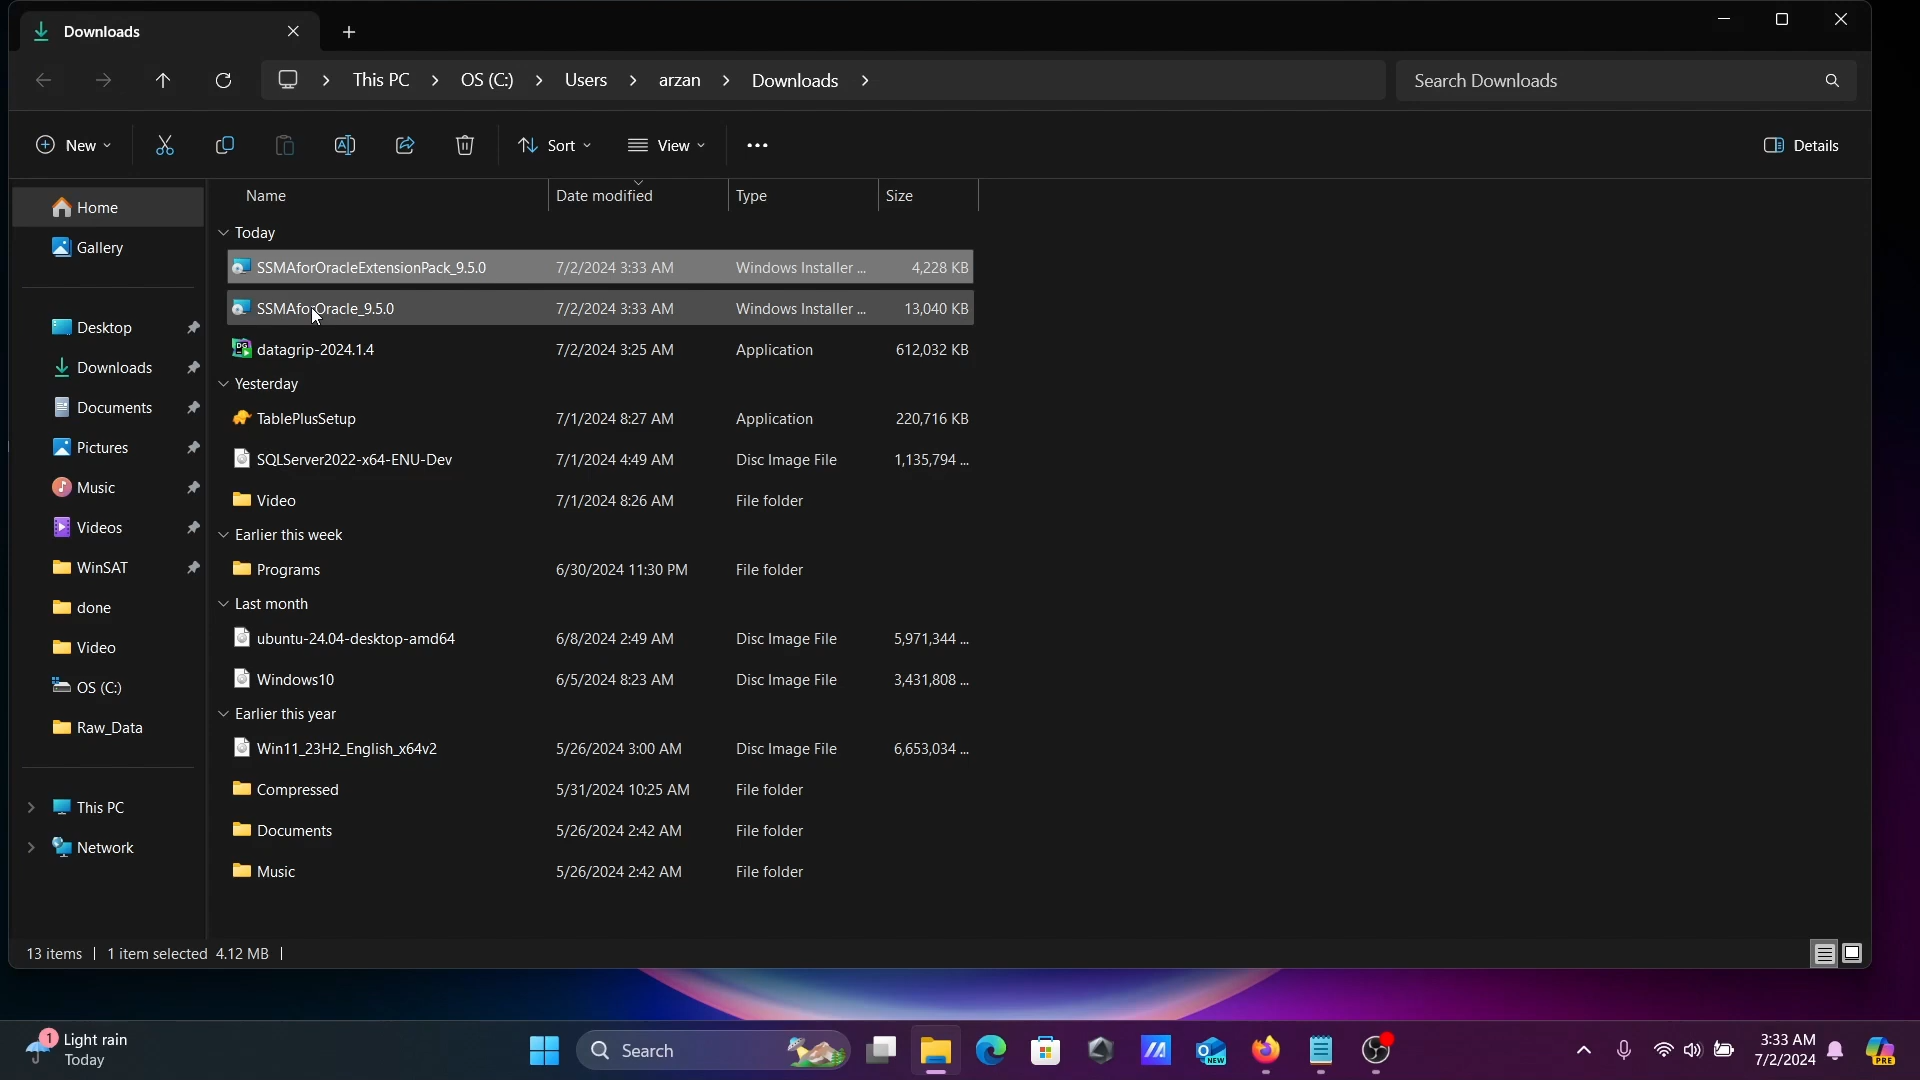 Downloads
This PC
OS (C:)
Users
arzan
Downloads
Search Downloads
New
Sort
View
Details
Home
Gallery
Desktop
Downloads
Documents
Pictures
Music
Videos
WinSAT
done
Video
OS (C:)
Raw_Data
This PC
Network
Name Date modified Type Size
Today
SSMAforOracleExtensionPack_9.5.0 7/2/2024 3:33 AM Windows Installer ... 4,228 KB
SSMAforOracle_9.5.0 7/2/2024 3:33 AM Windows Installer ... 13,040 KB
datagrip-2024.1.4 7/2/2024 3:25 AM Application 612,032 KB
Yesterday
TablePlusSetup 7/1/2024 8:27 AM Application 220,716 KB
SQLServer2022-x64-ENU-Dev 7/1/2024 4:49 AM Disc Image File 1,135,794 ...
Video 7/1/2024 8:26 AM File folder
Earlier this week
Programs 6/30/2024 11:30 PM File folder
Last month
ubuntu-24.04-desktop-amd64 6/8/2024 2:49 AM Disc Image File 5,971,344 ...
Windows10 6/5/2024 8:23 AM Disc Image File 3,431,808 ...
Earlier this year
Win11_23H2_English_x64v2 5/26/2024 3:00 AM Disc Image File 6,653,034 ...
Compressed 5/31/2024 10:25 AM File folder
Documents 5/26/2024 2:42 AM File folder
Music 5/26/2024 2:42 AM File folder
13 items 1 item selected 4.12 MB
1
Light rain
Today
Search
NEW
3:33 AM
7/2/2024
PRE